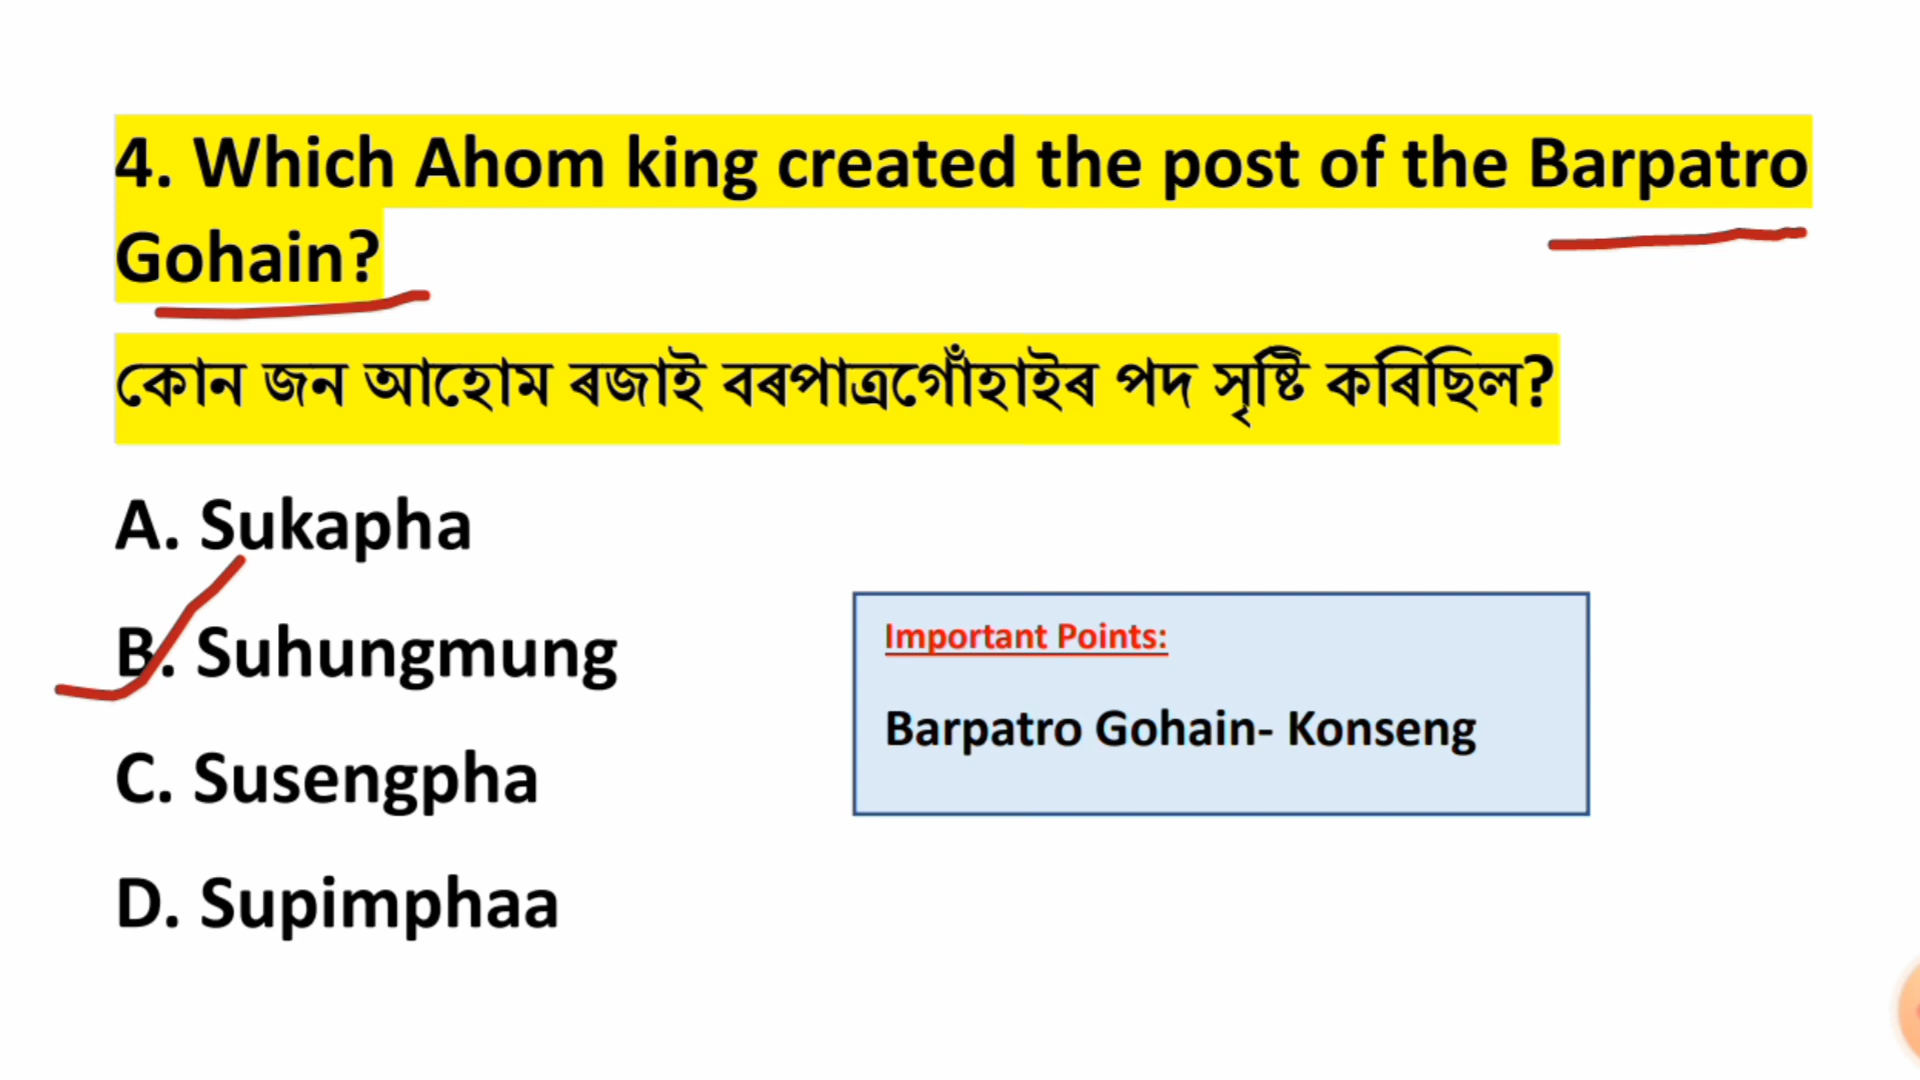 4. Which Ahom king created the post of the Barpatro
Gohain?
কোন জন আহোম ৰজাই বৰপাত্ৰগোঁহাইৰ পদ সৃষ্টি কৰিছিল?
A. Sukapha
B. Suhungmung
C. Susengpha
D. Supimphaa
Important Points:
Barpatro Gohain- Konseng